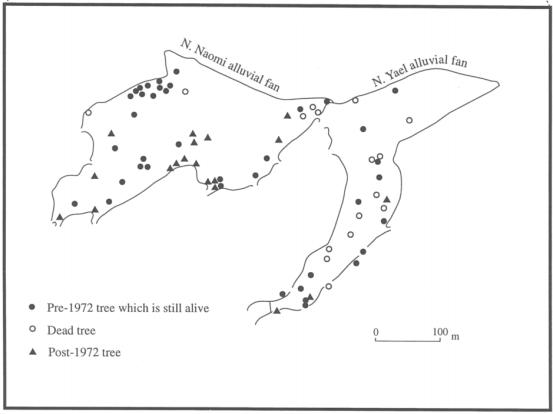 N. Naomi alluvial fan
N. Yael alluvial fan
Pre-1972 tree which is still alive
Dead tree
Post-1972 tree
0 100 m